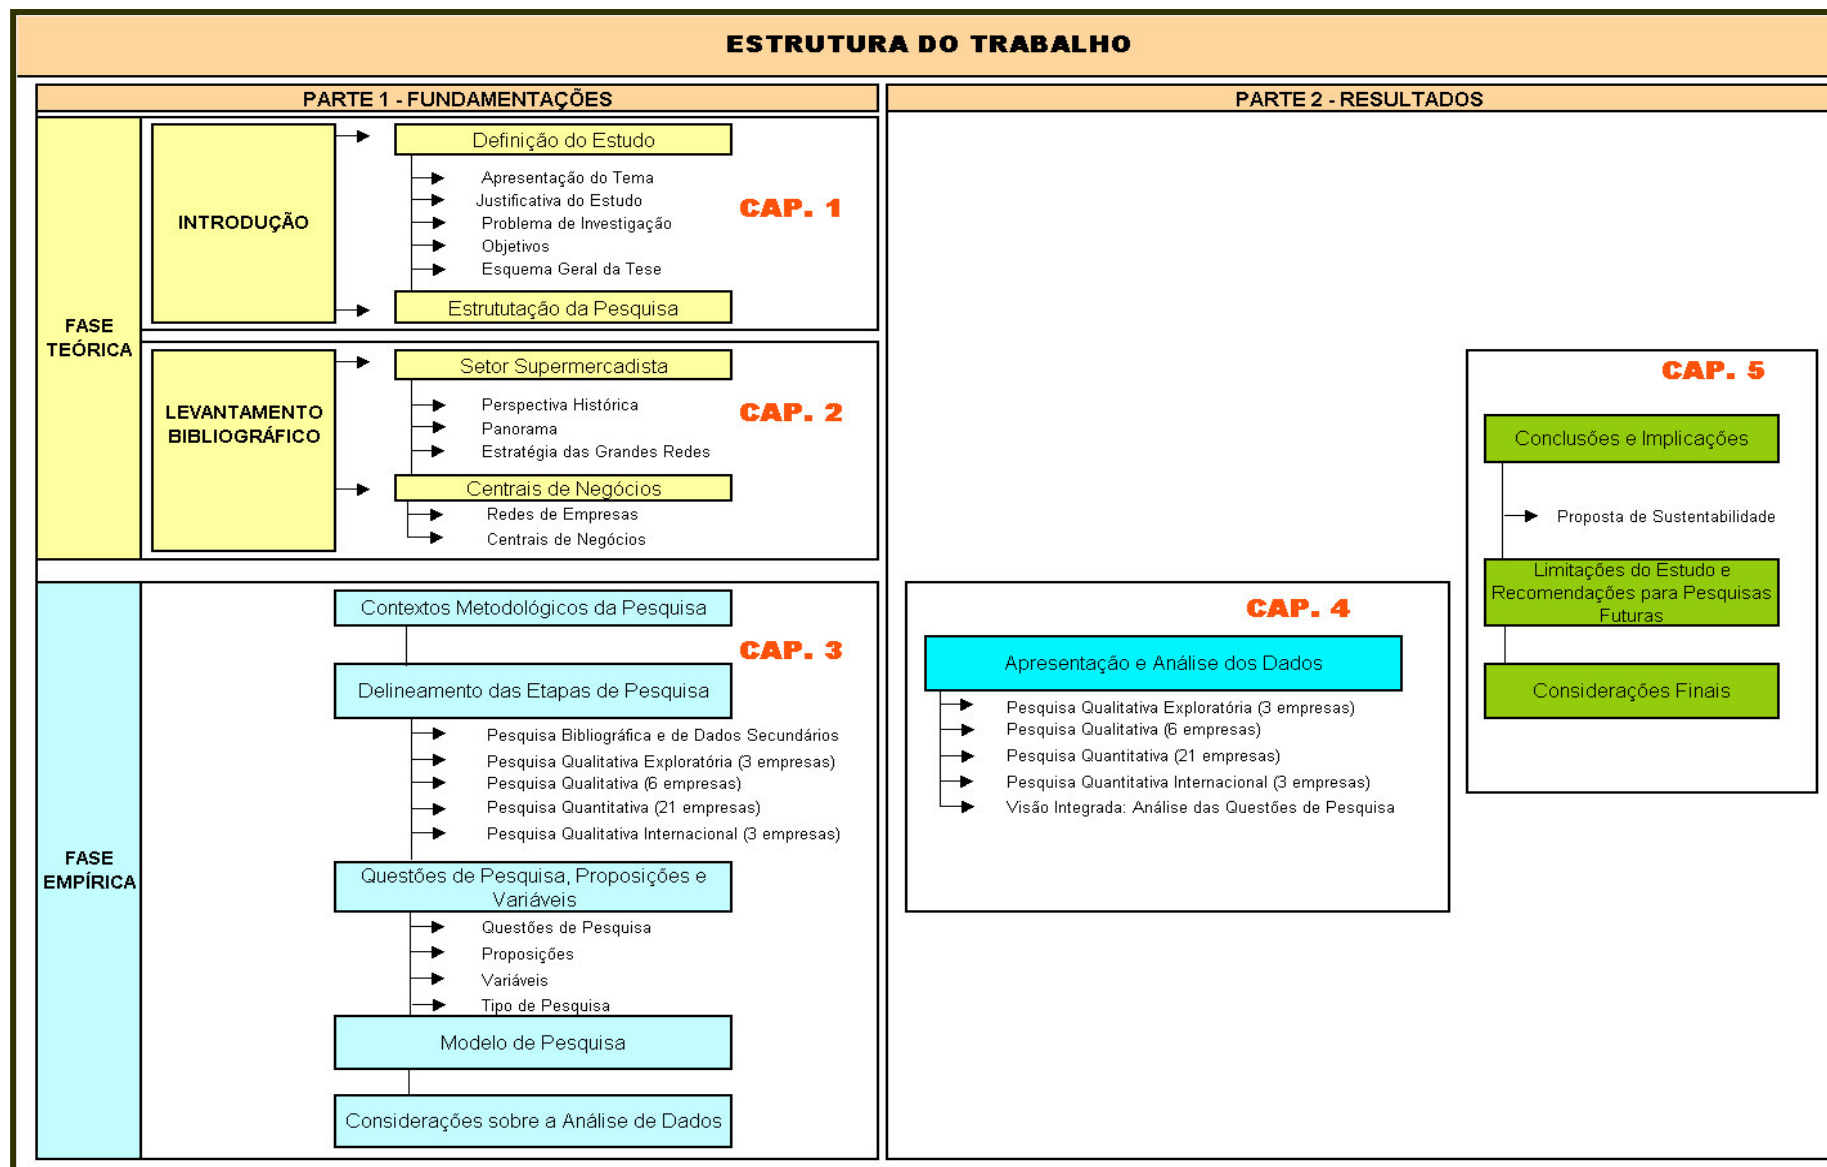 ESTRUTURA DO TRABALHO
PARTE 1 - FUNDAMENTAÇÕES
FASE
TEÓRICA
INTRODUÇÃO
Definição do Estudo
Apresentação do Tema
Justificativa do Estudo
Problema de Investigação
Objetivos
Esquema Geral da Tese
Estrututação da Pesquisa
CAP. 1
LEVANTAMENTO
BIBLIOGRÁFICO
Setor Supermercadista
Perspectiva Histórica
Panorama
Estratégia das Grandes Redes
Centrais de Negócios
Redes de Empresas
Centrais de Negócios
CAP. 2
FASE
EMPÍRICA
Contextos Metodológicos da Pesquisa
CAP. 3
Delineamento das Etapas de Pesquisa
Pesquisa Bibliográfica e de Dados Secundários
Pesquisa Qualitativa Exploratória (3 empresas)
Pesquisa Qualitativa (6 empresas)
Pesquisa Quantitativa (21 empresas)
Pesquisa Qualitativa Internacional (3 empresas)
Questões de Pesquisa, Proposições e
Variáveis
Questões de Pesquisa
Proposições
Variáveis
Tipo de Pesquisa
Modelo de Pesquisa
Considerações sobre a Análise de Dados
PARTE 2 - RESULTADOS
CAP. 4
Apresentação e Análise dos Dados
Pesquisa Qualitativa Exploratória (3 empresas)
Pesquisa Qualitativa (6 empresas)
Pesquisa Quantitativa (21 empresas)
Pesquisa Quantitativa Internacional (3 empresas)
Visão Integrada: Análise das Questões de Pesquisa
CAP. 5
Conclusões e Implicações
Proposta de Sustentabilidade
Limitações do Estudo e
Recomendações para Pesquisas
Futuras
Considerações Finais